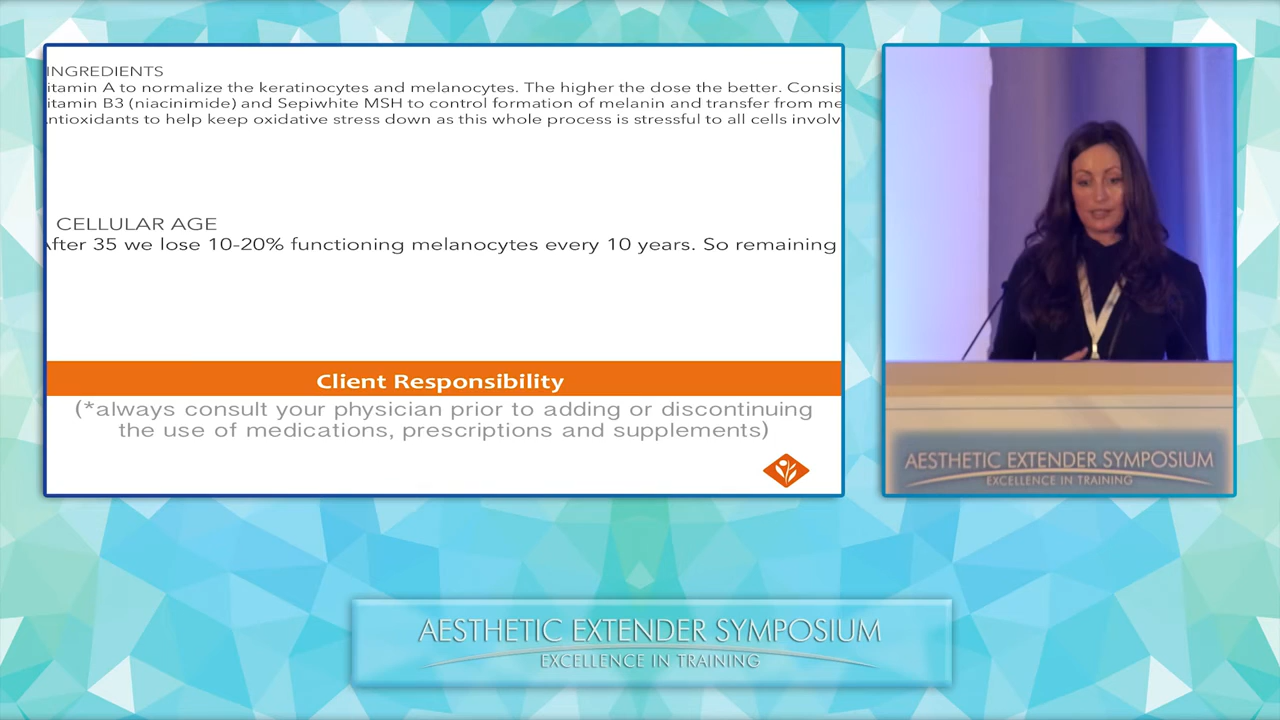 INGREDIENTS
itamin A to normalize the keratinocytes and melanocytes. The higher the dose the better. Consis
itamin B3 (niacinimide) and Sepiwhite MSH to control formation of melanin and transfer from me
ntioxidants to help keep oxidative stress down as this whole process is stressful to all cells involv
CELLULAR AGE
fter 35 we lose 10-20% functioning melanocytes every 10 years. So remaining
Client Responsibility
(*always consult your physician prior to adding or discontinuing
the use of medications, prescriptions and supplements)
AESTHETIC EXTENDER SYMPOSIUM
EXCELLENCE IN TRAINING
AESTHETIC EXTENDER SYMPOSIUM
EXCELLENCE IN TRAINING